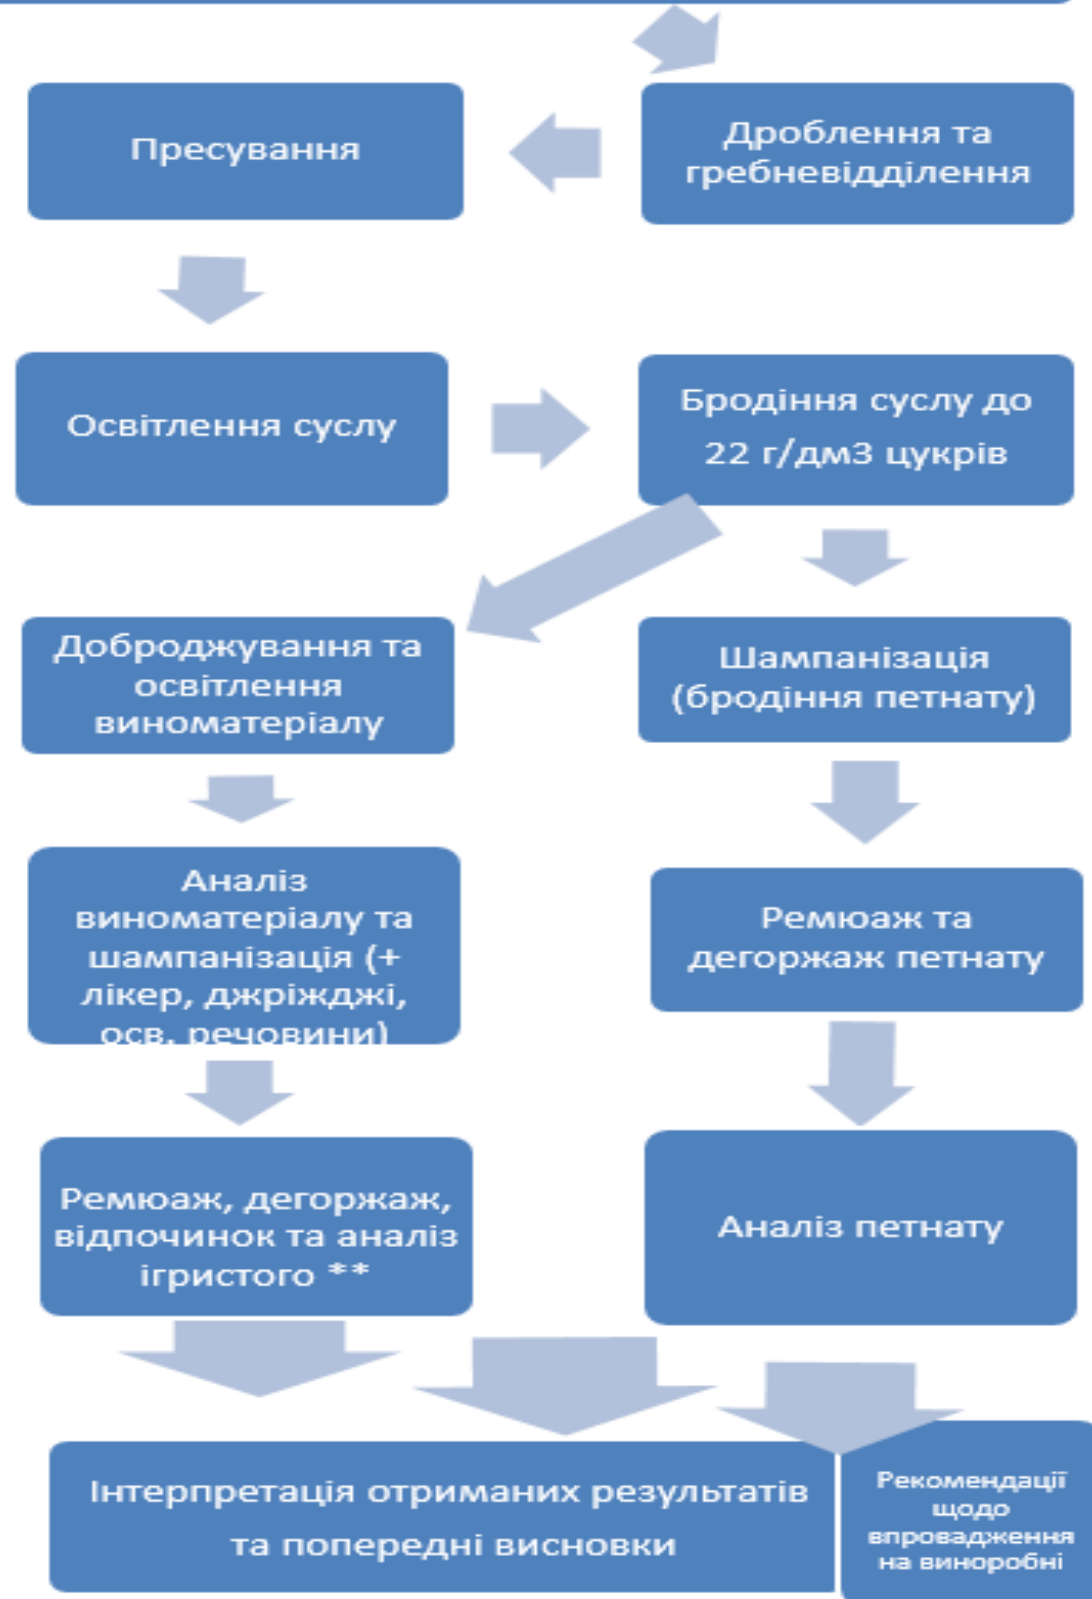 Дроблення та
гребневідділення
Пресування
Освітлення суслу
Бродіння суслу до
22 г/дм3 цукрів
Доброджування та
освітлення
виноматеріалу
Шампанізація
(бродіння петнату)
Аналіз
виноматеріалу та
шампанізація (+
лікер, джріжджі,
осв. речовини)
Ремюаж та
дегоржаж петнату
Ремюаж, дегоржаж,
відпочинок та аналіз
ігристого **
Аналіз петнату
Інтерпретація отриманих результатів
та попередні висновки
Рекомендації
щодо
впровадження
на виноробні